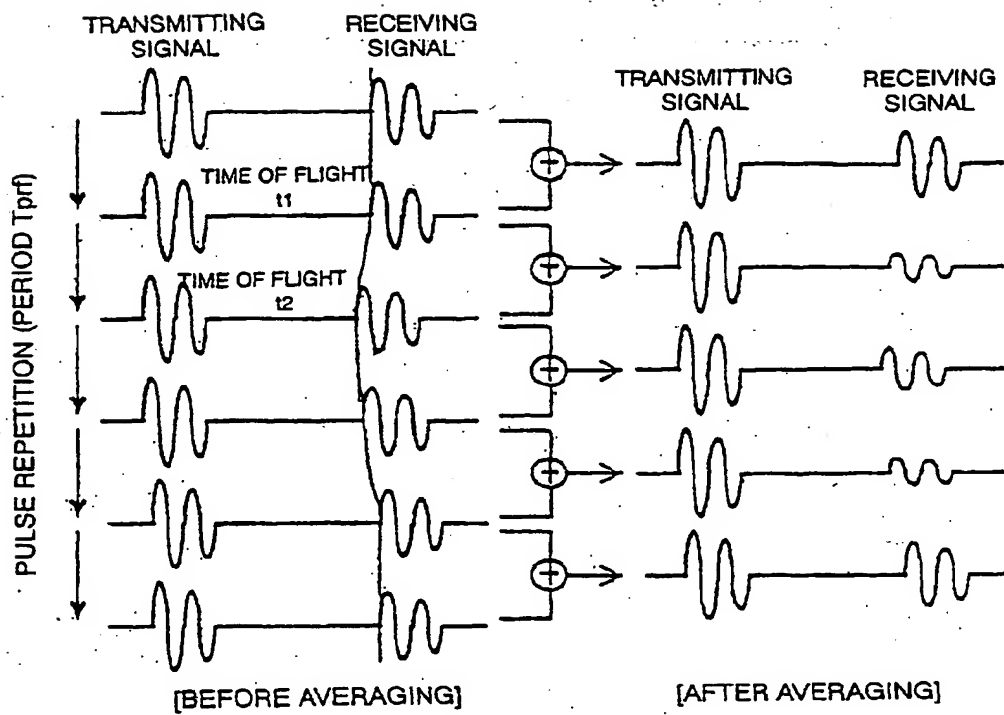 TRANSMITTING
SIGNAL
RECEIVING
SIGNAL
TRANSMITTING
SIGNAL
RECEIVING
SIGNAL
PULSE REPETITION (PERIOD Tprf)
TIME OF FLIGHT
t1
TIME OF FLIGHT
t2
+
+
+
+
+
[BEFORE AVERAGING]
[AFTER AVERAGING]